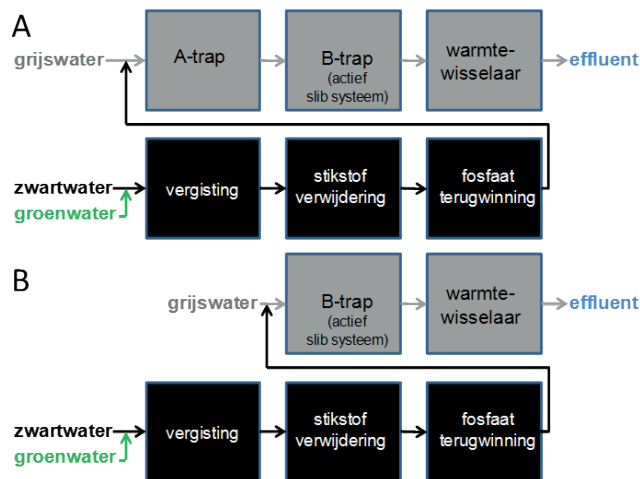 A
grijswater
A-trap
B-trap
(actief
slib systeem)
warmte-
wisselaar
effluent
zwartwater
groenwater
vergisting
stikstof
verwijdering
fosfaat
terugwinning
B
grijswater
B-trap
(actief
slib systeem)
warmte-
wisselaar
effluent
zwartwater
groenwater
vergisting
stikstof
verwijdering
fosfaat
terugwinning